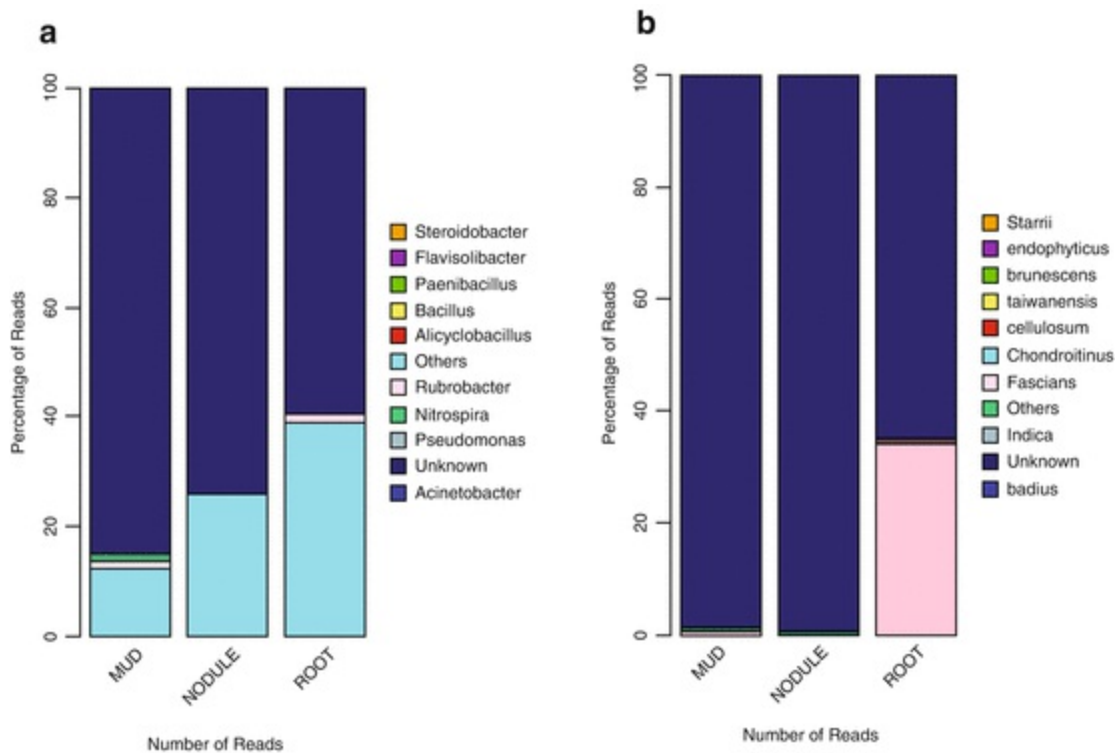 a
Percentage of Reads
100
80
60
40
20
0
MUD
NODULE
ROOT
Number of Reads
Steroidobacter
Flavisolibacter
Paenibacillus
Bacillus
Alicyclobacillus
Others
Rubrobacter
Nitrospira
Pseudomonas
Unknown
Acinetobacter
b
Percentage of Reads
100
80
60
40
20
0
MUD
NODULE
ROOT
Number of Reads
Starrii
endophyticus
brunescens
taiwanensis
cellulosum
Chondroitinus
Fascians
Others
Indica
Unknown
badius